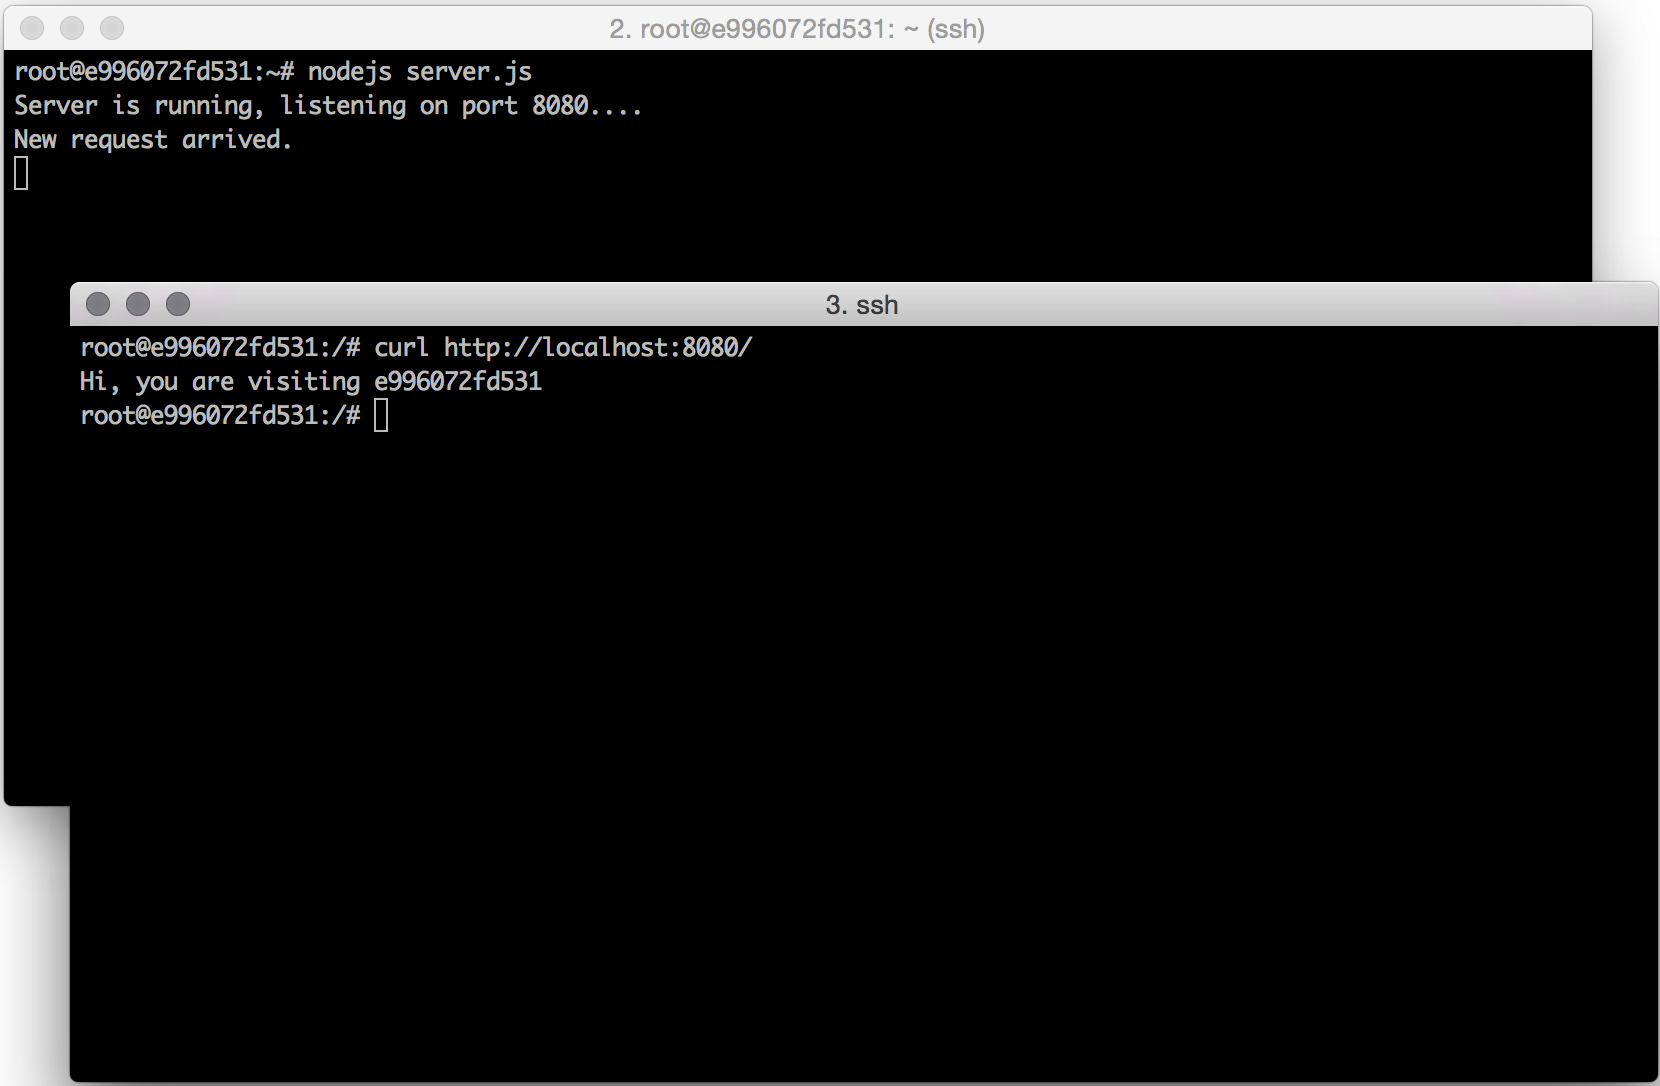 2. root@e996072fd531: ~ (ssh)
root@e996072fd531:~# nodejs server.js
Server is running, listening on port 8080....
New request arrived.
3. ssh
root@e996072fd531:/# curl http://localhost:8080/
Hi, you are visiting e996072fd531
root@e996072fd531:/#